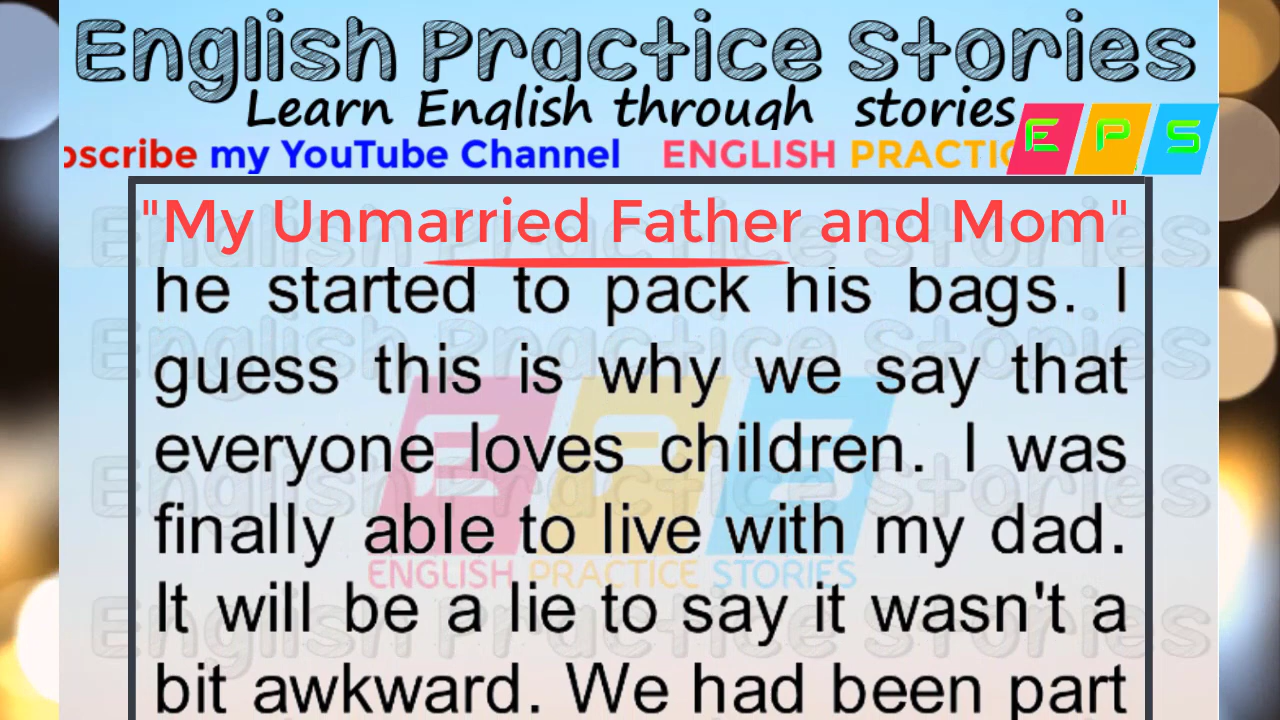 English Practice Stories
Learn English through stories
bscribe my YouTube Channel ENGLISH PRACTIC
E P S
"My Unmarried Father and Mom"
he started to pack his bags. I
guess this is why we say that
everyone loves children. I was
finally able to live with my dad.
ENGLISH PRACTICE STORIES
It will be a lie to say it wasn't a
bit awkward. We had been part